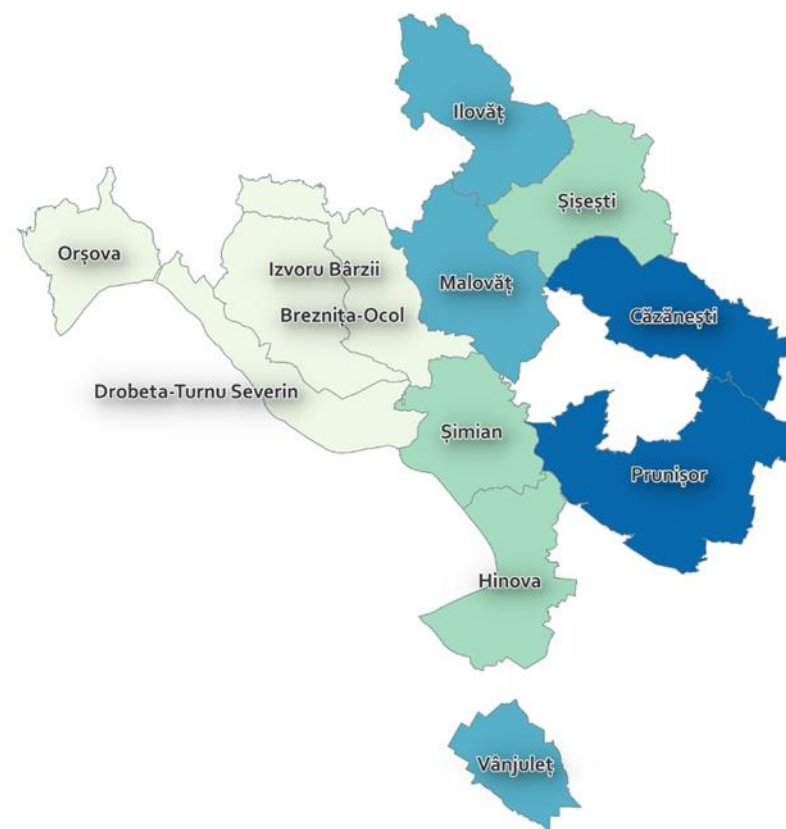 Ilovăț
Șișești
Orșova
Izvoru Bârzii
Malovăț
Breznița-Ocol
Căzănești
Drobeta-Turnu Severin
Șimian
Prunișor
Hinova
Vânjuleț